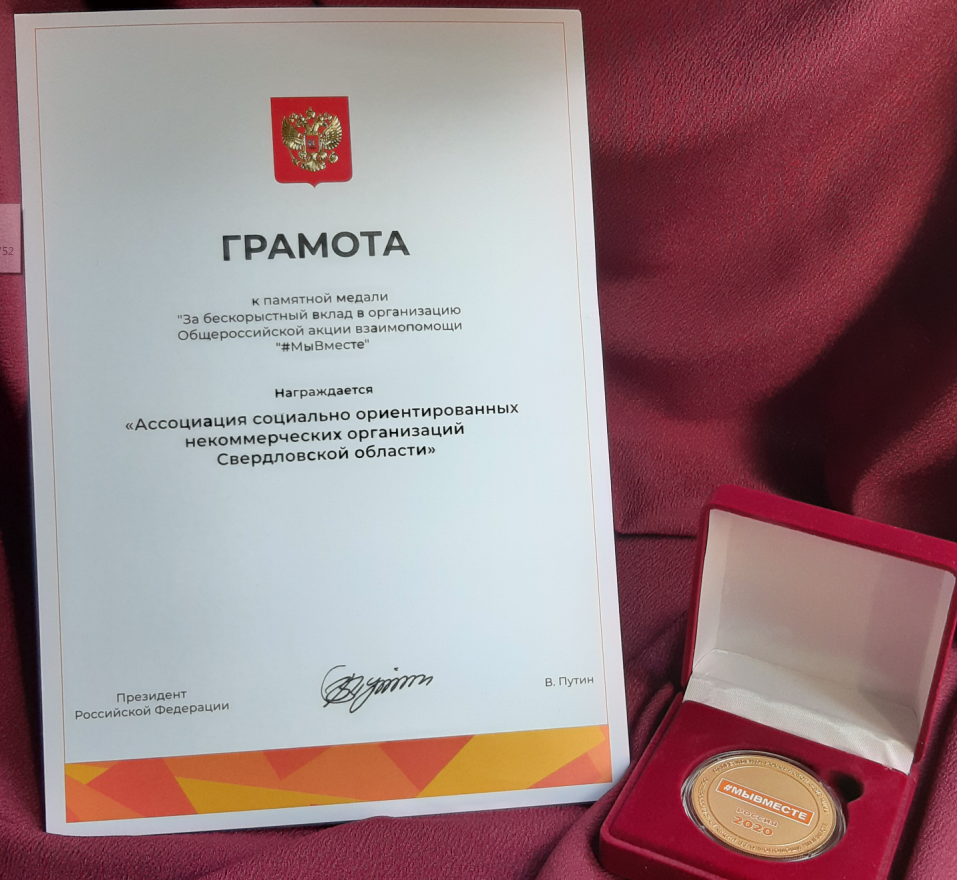 ГРАМОТА
к памятной медали
"За бескорыстный вклад в организацию
Общероссийской акции взаимопомощи
"#МыВместе"
Награждается
«Ассоциация социально ориентированных
некоммерческих организаций
Свердловской области»
Президент
Российской Федерации
В. Путин
#МЫВМЕСТЕ
РОССИЯ
2020
752